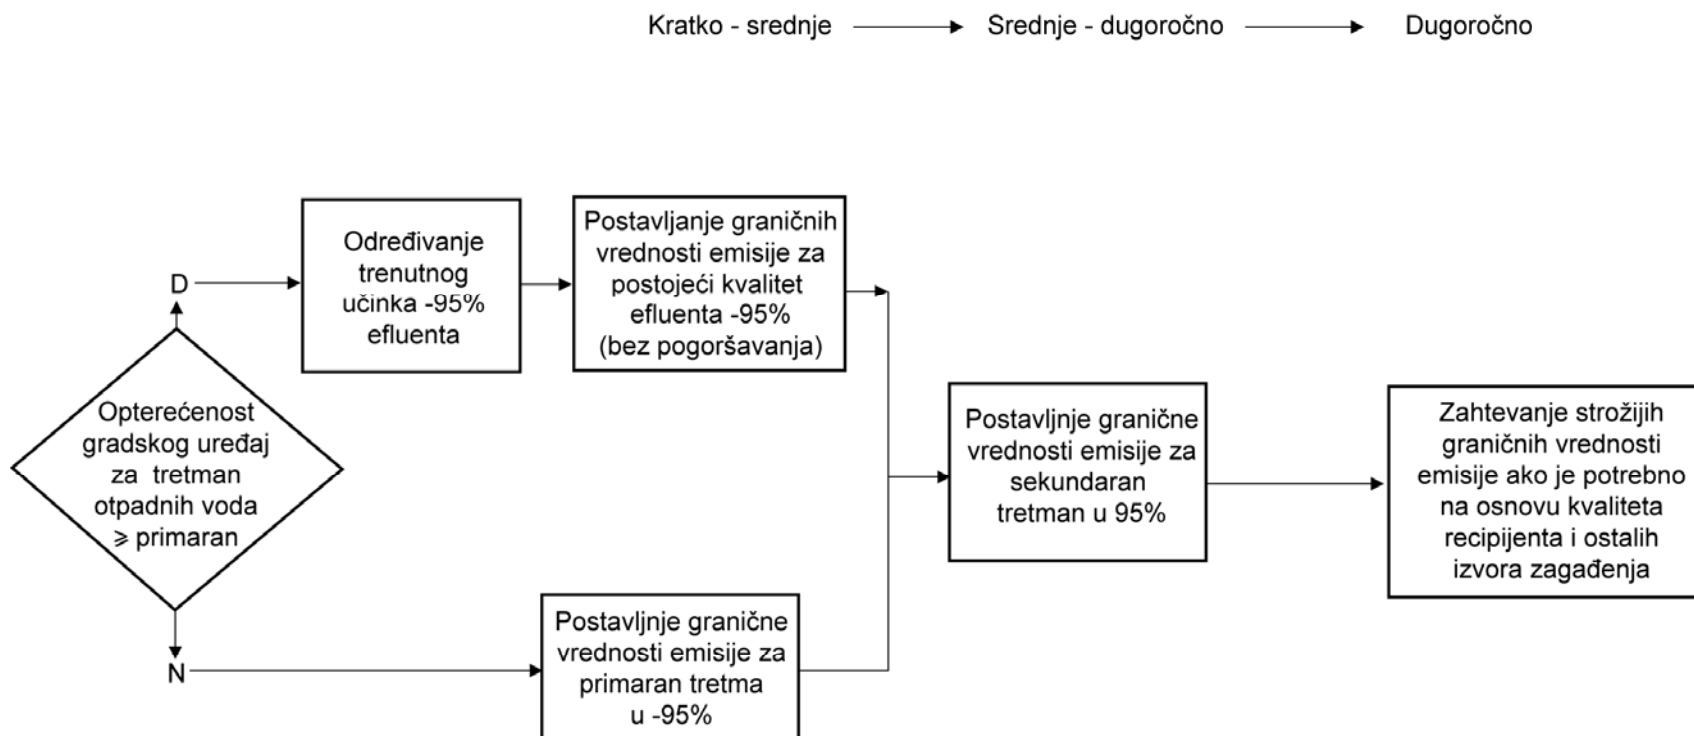 Kratko - srednje
Srednje - dugoročno
Dugoročno
D
Određivanje
trenutnog
učinka -95%
efluenta
Postavljanje graničnih
vrednosti emisije za
postojeći kvalitet
efluenta -95%
(bez pogoršavanja)
Opterećenost
gradskog uređaj
za tretman
otpadnih voda
⩾ primaran
N
Postavljnje granične
vrednosti emisije za
primaran tretma
u -95%
Postavljnje granične
vrednosti emisije za
sekundaran
tretman u 95%
Zahtevanje strožijih
graničnih vrednosti
emisije ako je potrebno
na osnovu kvaliteta
recipijenta i ostalih
izvora zagađenja